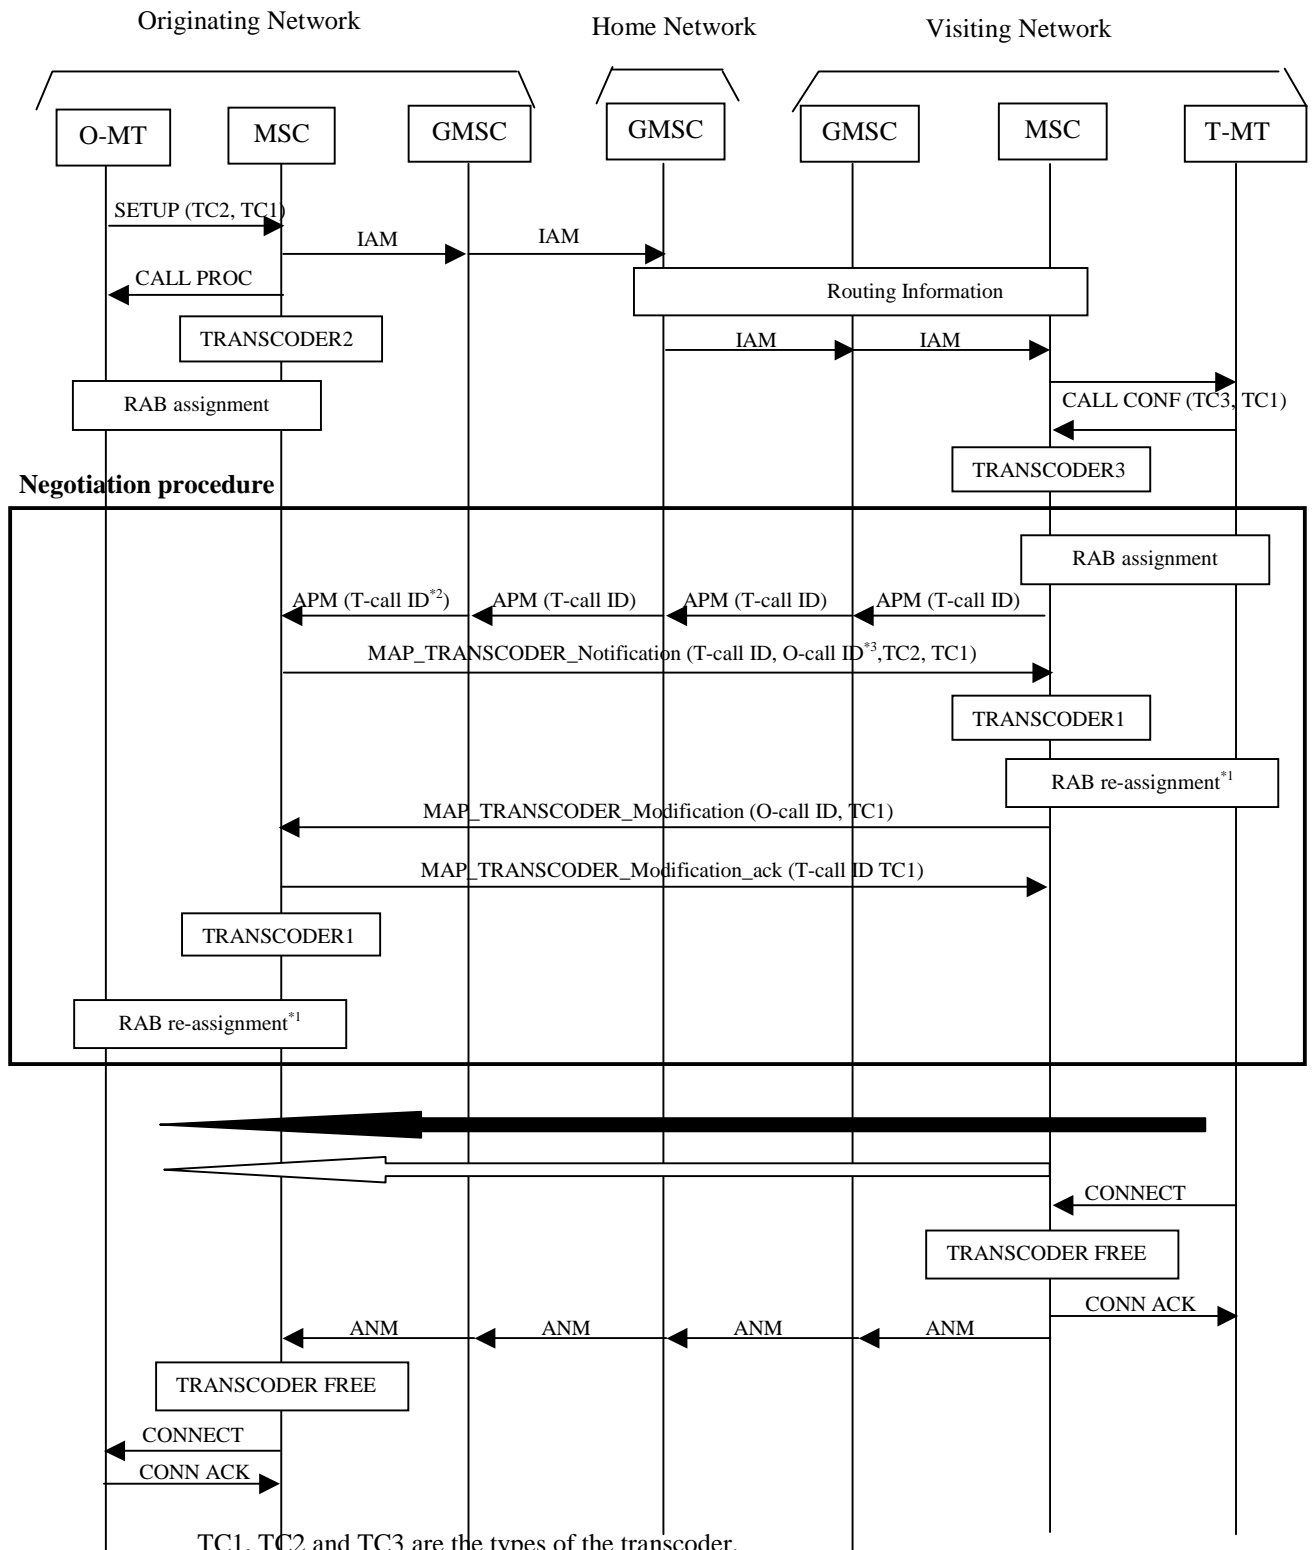 Originating Network
Home Network
Visiting Network
O-MT
MSC
GMSC
GMSC
GMSC
MSC
T-MT
SETUP (TC2, TC1)
IAM
IAM
CALL PROC
Routing Information
TRANSCODER2
IAM
IAM
RAB assignment
CALL CONF (TC3, TC1)
TRANSCODER3
Negotiation procedure
RAB assignment
APM (T-call ID*2)
APM (T-call ID)
APM (T-call ID)
APM (T-call ID)
MAP_TRANSCODER_Notification (T-call ID, O-call ID*3,TC2, TC1)
TRANSCODER1
RAB re-assignment*1
MAP_TRANSCODER_Modification (O-call ID, TC1)
MAP_TRANSCODER_Modification_ack (T-call ID TC1)
TRANSCODER1
RAB re-assignment*1
CONNECT
TRANSCODER FREE
CONN ACK
ANM
ANM
ANM
ANM
TRANSCODER FREE
CONNECT
CONN ACK
TC1, TC2 and TC3 are the types of the transcoder.